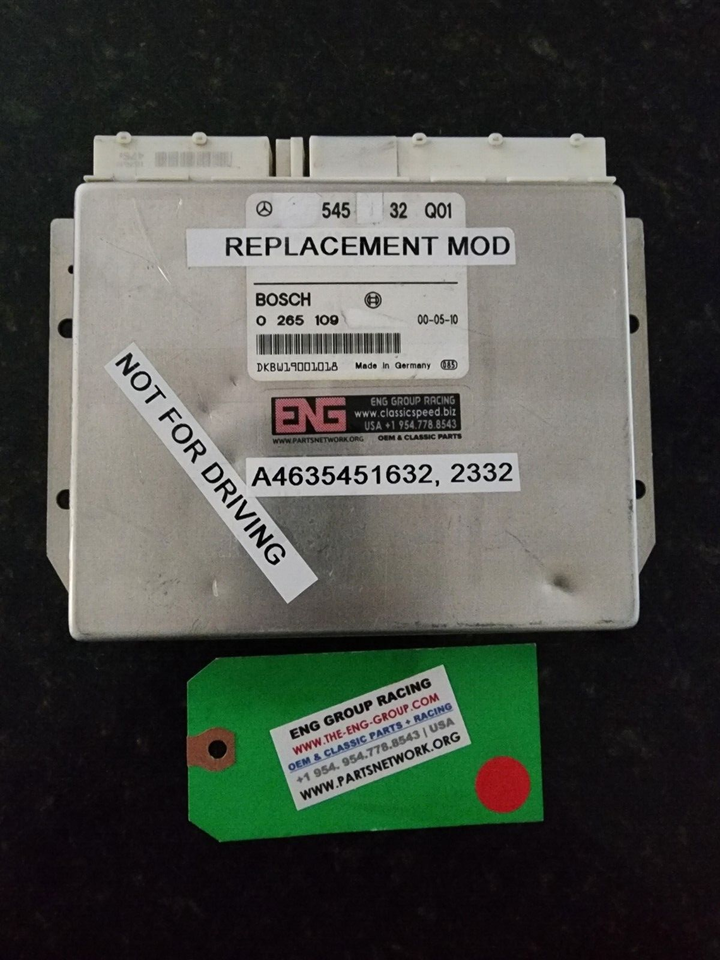 545 32 Q01
REPLACEMENT MOD
BOSCH
0 265 109
00-05-10
DKBW19001018 Made in Germany 085
ENG
ENG GROUP RACING
www.classicspeed.biz
USA +1 954.778.8543
WWW.PARTSNETWORK.ORG OEM & CLASSIC PARTS
NOT FOR DRIVING
A4635451632, 2332
ENG GROUP RACING
WWW.THE-ENG-GROUP.COM
OEM & CLASSIC PARTS + RACING
+1 954. 954.778.8543 | USA
WWW.PARTSNETWORK.ORG